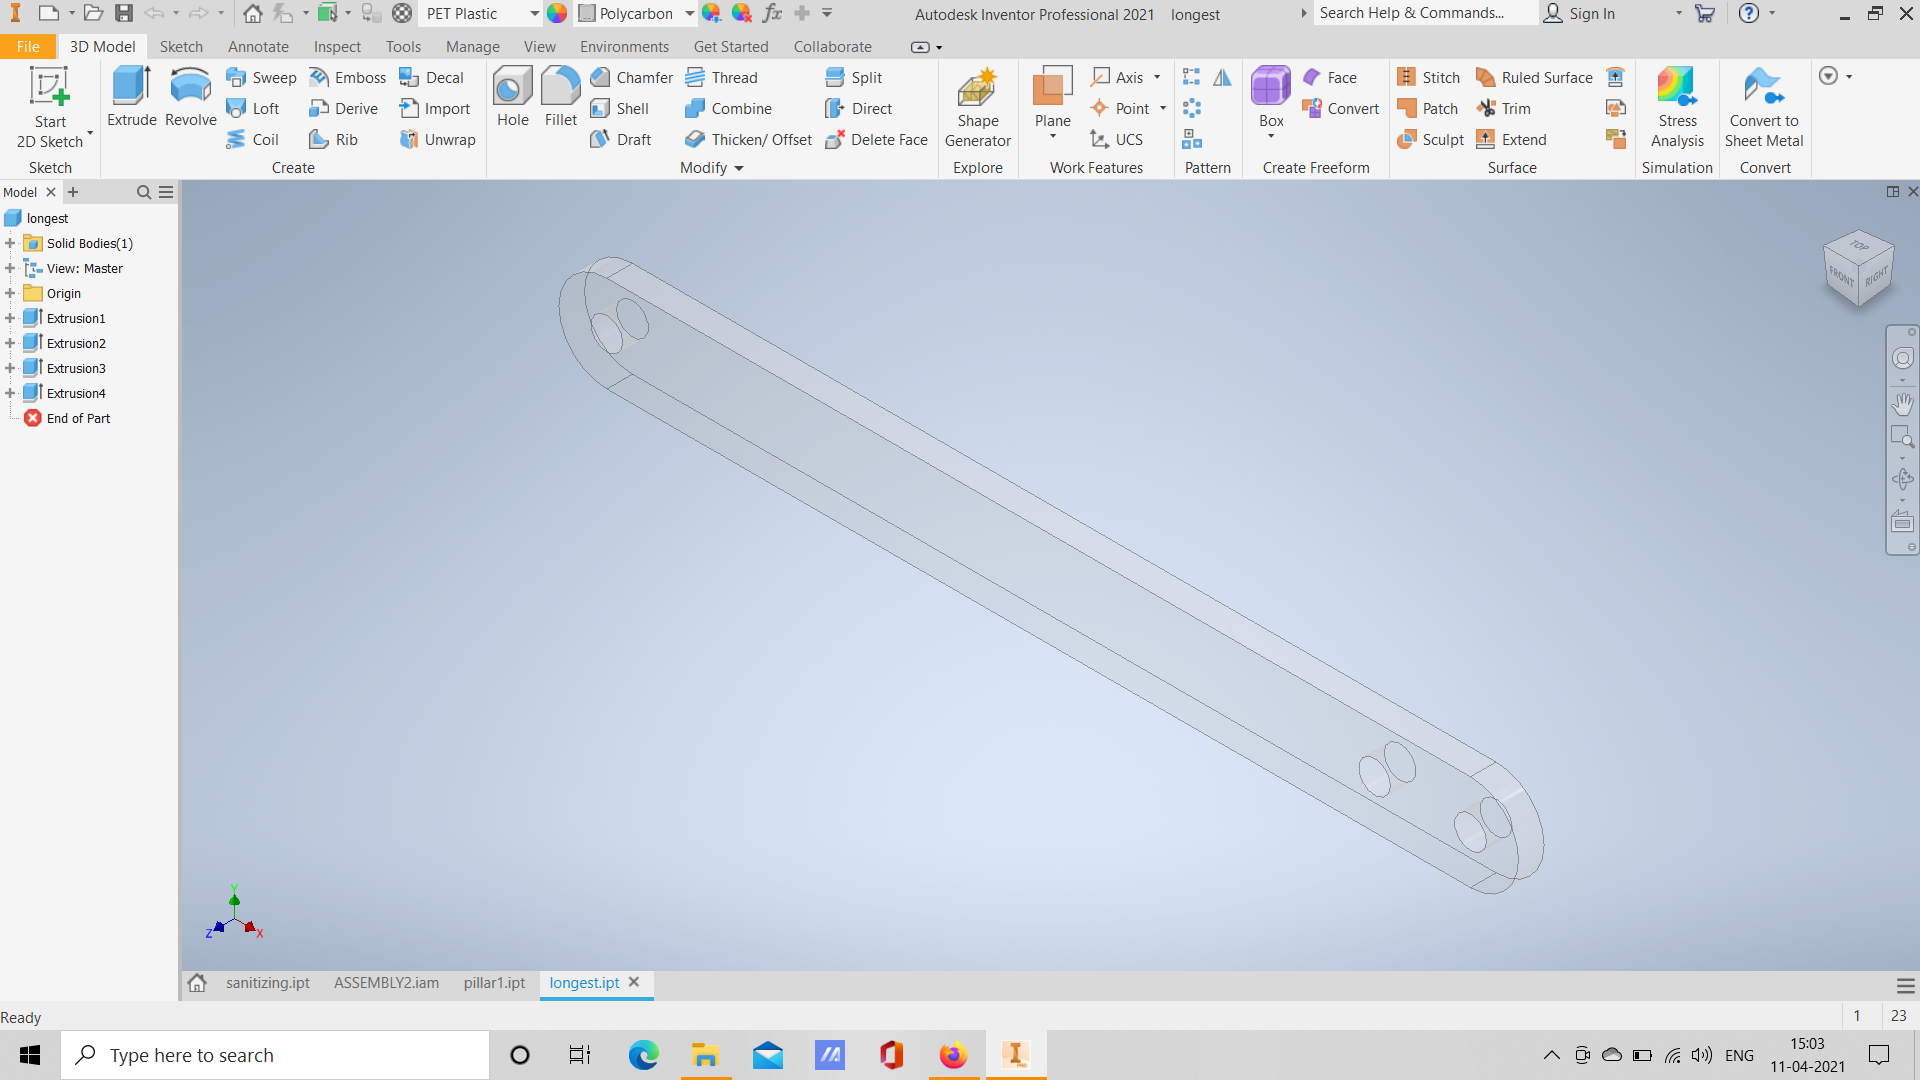 PET Plastic Polycarbon fx Autodesk Inventor Professional 2021 longest Search Help & Commands... Sign In
File 3D Model Sketch Annotate Inspect Tools Manage View Environments Get Started Collaborate
Start
2D Sketch
Sketch
Extrude Revolve
Sweep Emboss Decal
Loft Derive Import
Coil Rib Unwrap
Create
Hole Fillet
Chamfer Thread Split
Shell Combine Direct
Draft Thicken/ Offset Delete Face
Modify
Shape
Generator
Explore
Plane
Axis
Point
UCS
Work Features
Pattern
Box
Face
Convert
Create Freeform
Stitch Ruled Surface
Patch Trim
Sculpt Extend
Surface
Stress
Analysis
Simulation
Convert to
Sheet Metal
Convert
Model
longest
Solid Bodies(1)
View: Master
Origin
Extrusion1
Extrusion2
Extrusion3
Extrusion4
End of Part
TOP
FRONT RIGHT
Y
Z X
sanitizing.ipt ASSEMBLY2.iam pillar1.ipt longest.ipt
Ready 1 23
Type here to search
ENG
15:03
11-04-2021